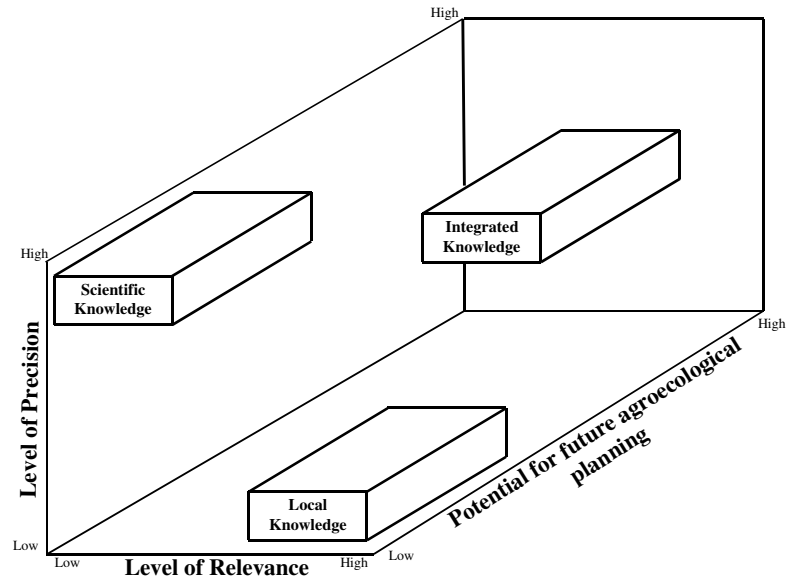 High
Integrated
Knowledge
High
Scientific
Knowledge
High
Level of Precision
Potential for future agroecological
planning
Local
Knowledge
Low
Low
Level of Relevance
High
Low